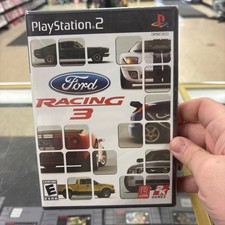 PlayStation 2
Ford
RACING
3
E
2K
GAMES